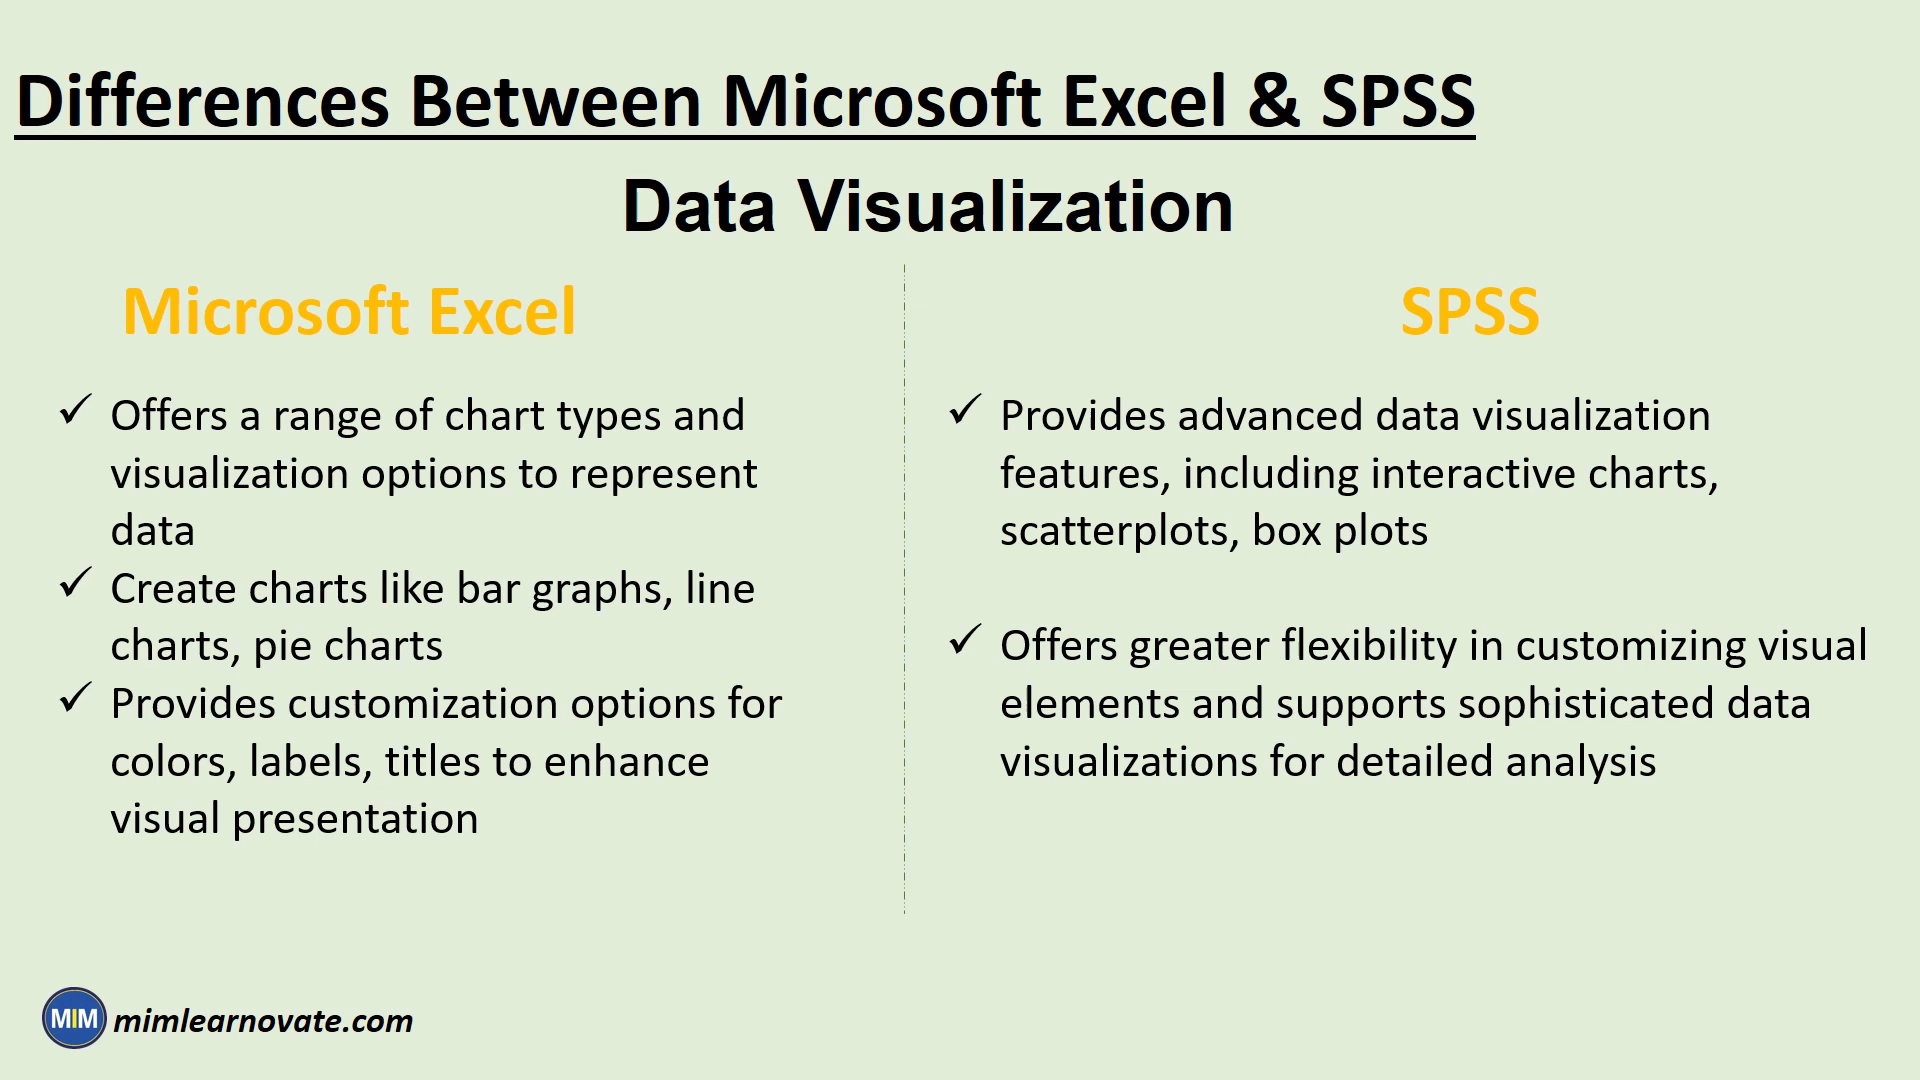 Differences Between Microsoft Excel & SPSS
Data Visualization
Microsoft Excel
✓ Offers a range of chart types and
visualization options to represent
data
✓ Create charts like bar graphs, line
charts, pie charts
✓ Provides customization options for
colors, labels, titles to enhance
visual presentation
SPSS
✓ Provides advanced data visualization
features, including interactive charts,
scatterplots, box plots
✓ Offers greater flexibility in customizing visual
elements and supports sophisticated data
visualizations for detailed analysis
MIM
mimlearnovate.com